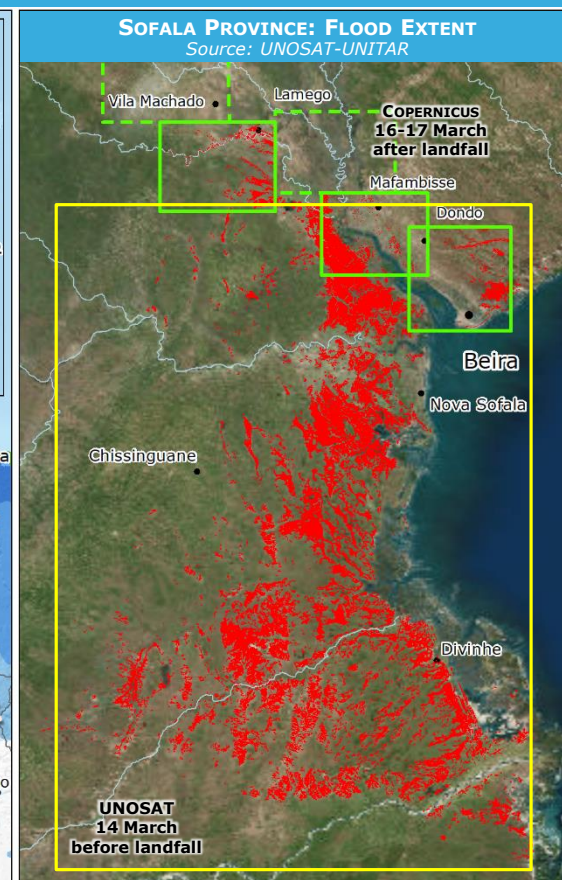 SOFALA PROVINCE: FLOOD EXTENT
Source: UNOSAT-UNITAR
Vila Machado
Lamego
COPERNICUS
16-17 March
after landfall
Mafambisse
Dondo
Beira
Nova Sofala
Chissinguane
Divinhe
UNOSAT
14 March
before landfall